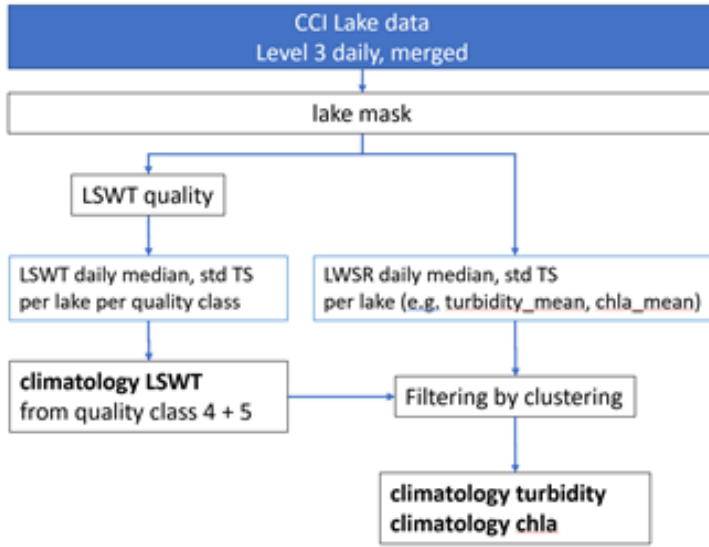 CCI Lake data
Level 3 daily, merged
lake mask
LSWT quality
LSWT daily median, std TS
per lake per quality class
LWSR daily median, std TS
per lake (e.g. turbidity_mean, chla_mean)
climatology LSWT
from quality class 4 + 5
Filtering by clustering
climatology turbidity
climatology chla